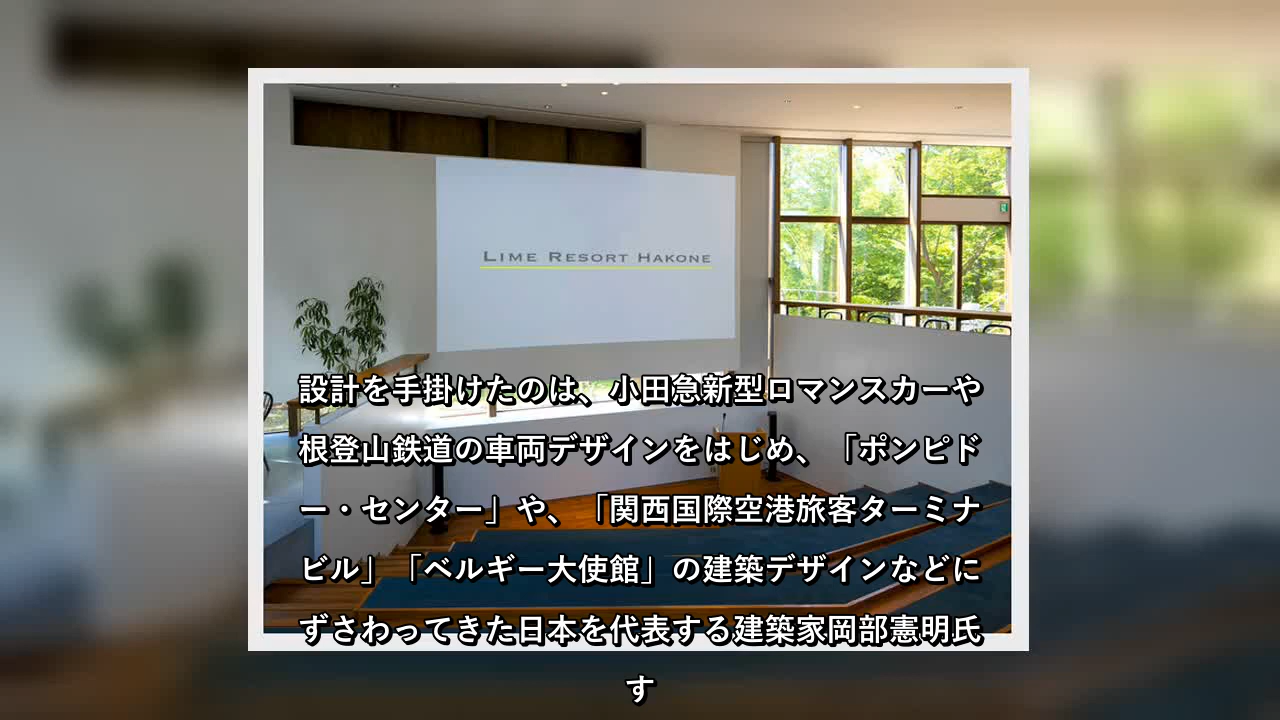 LIME RESORT HAKONE
設計を手掛けたのは、小田急新型ロマンスカーや
根登山鉄道の車両デザインをはじめ、「ポンピド
ー・センター」や、「関西国際空港旅客ターミナ
ビル」「ベルギー大使館」の建築デザインなどに
ずさわってきた日本を代表する建築家岡部憲明氏
す